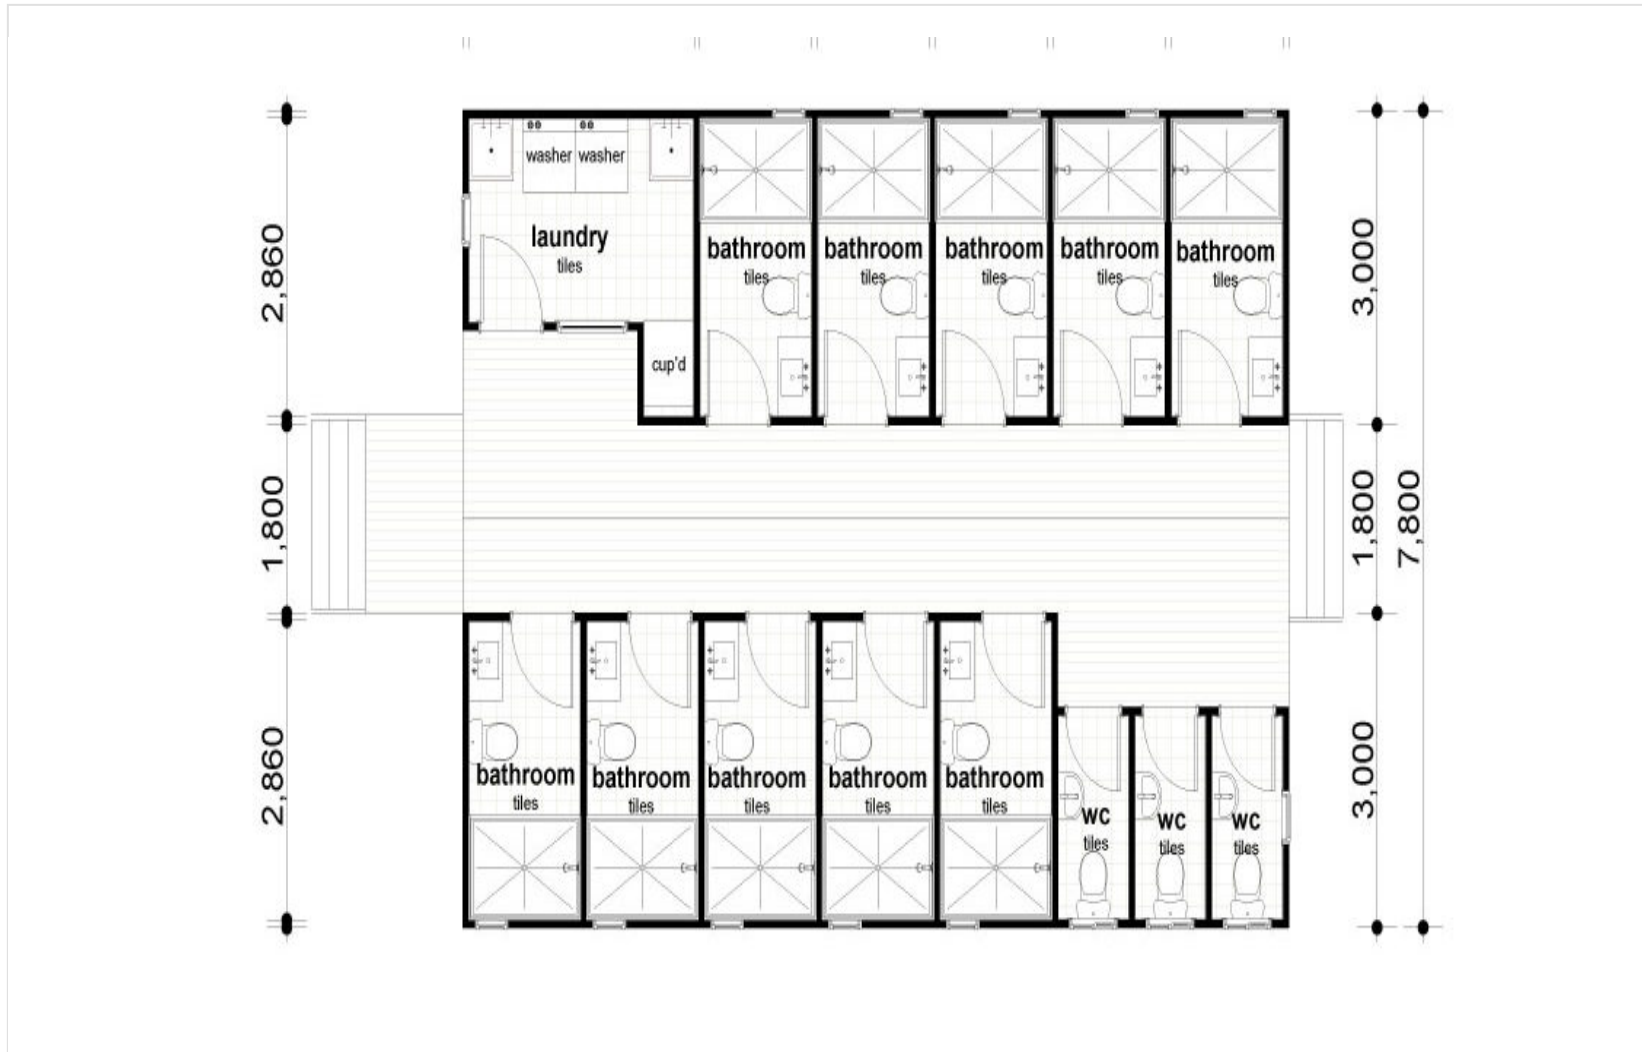 washer washer
laundry
tiles
cup'd
bathroom
tiles
bathroom
tiles
bathroom
tiles
bathroom
tiles
bathroom
tiles
2,860
1,800
2,860
3,000
1,800
7,800
3,000
bathroom
tiles
bathroom
tiles
bathroom
tiles
bathroom
tiles
bathroom
tiles
wc
tiles
wc
tiles
wc
tiles